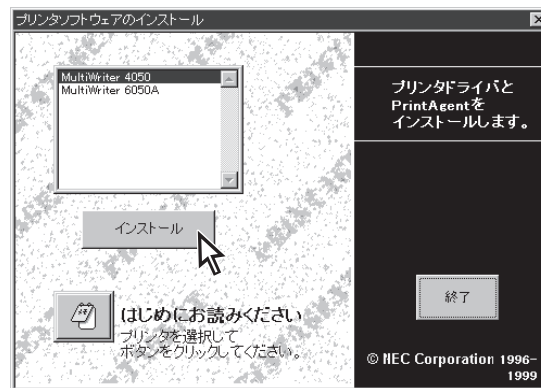 プリンタソフトウェアのインストール
MultiWriter 4050
MultiWriter 6050A
インストール
はじめにお読みください
プリンタを選択して
ボタンをクリックしてください。
プリンタドライバと
PrintAgentを
インストールします。
終了
© NEC Corporation 1996-
1999